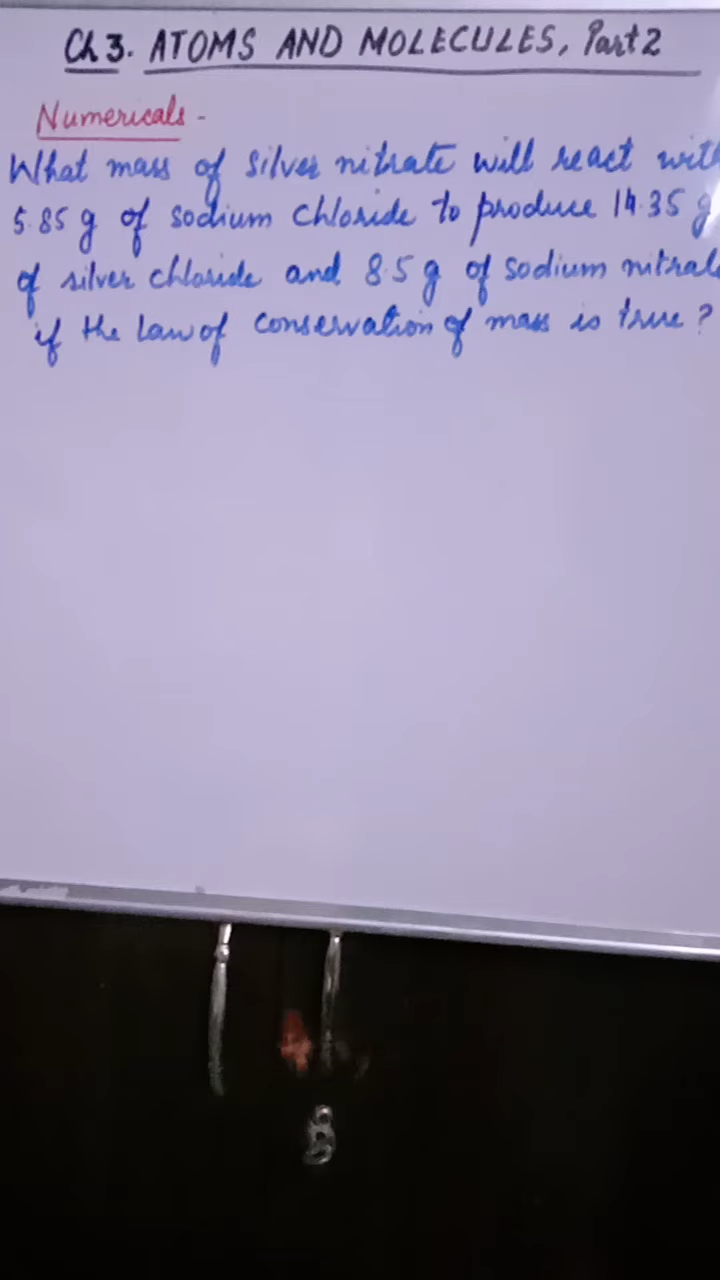 Ch 3. ATOMS AND MOLECULES, Part 2
Numericals -
What mass of silver nitrate will react with
5.85 g of sodium chloride to produce 14.35 g
of silver chloride and 8.5 g of sodium nitrate
if the law of conservation of mass is true?